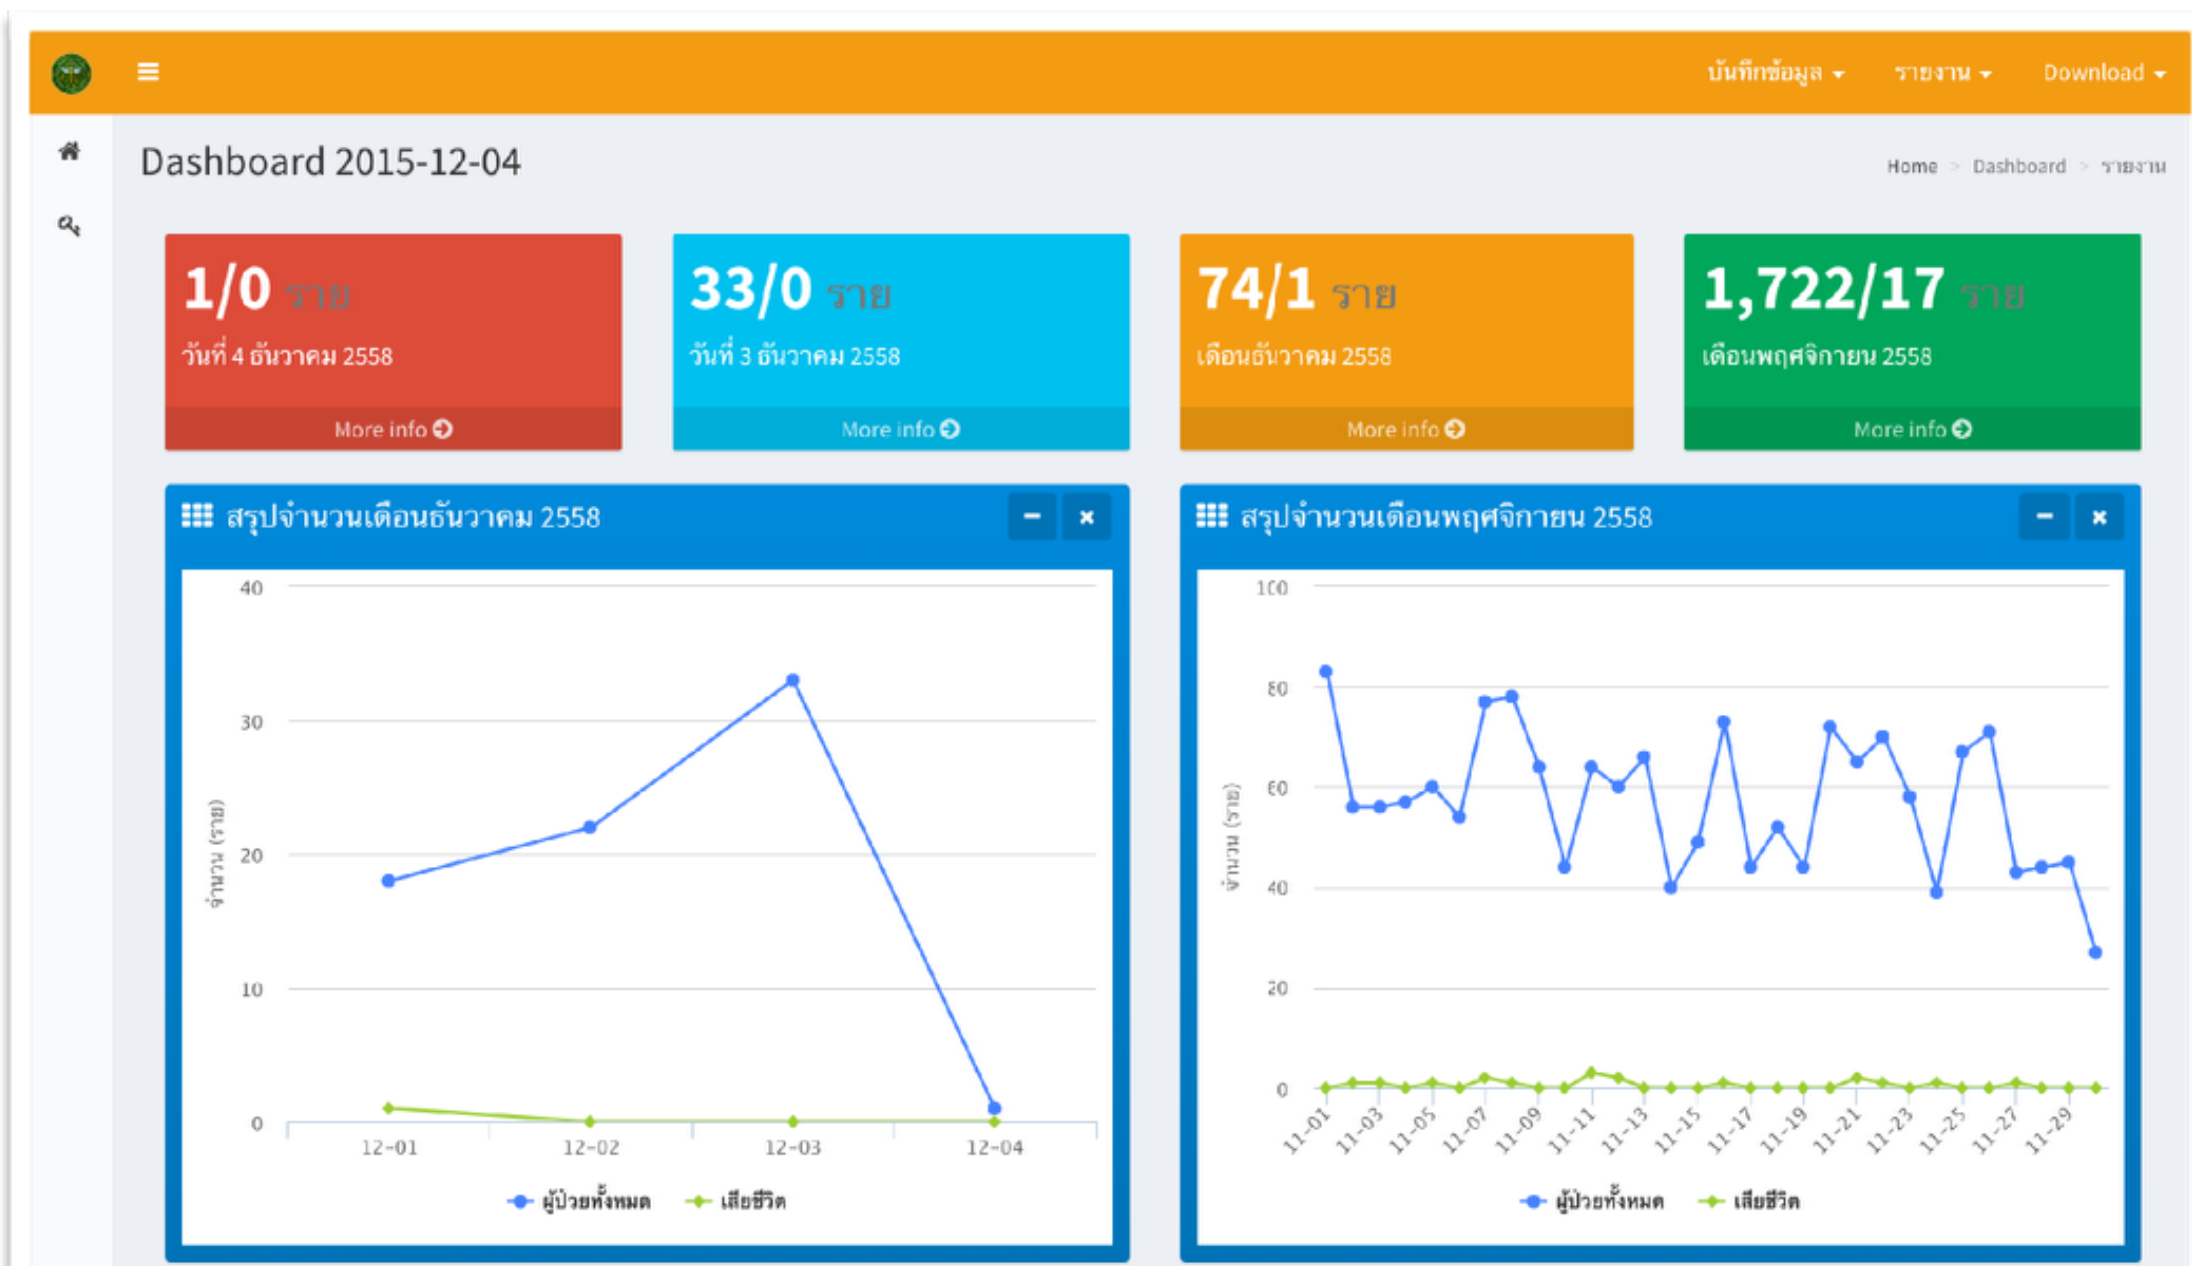 บันทึกข้อมูล รายงาน Download
Dashboard 2015-12-04
Home > Dashboard > รายงาน
1/0 ราย
วันที่ 4 ธันวาคม 2558
More info
33/0 ราย
วันที่ 3 ธันวาคม 2558
More info
74/1 ราย
เดือนธันวาคม 2558
More info
1,722/17 ราย
เดือนพฤศจิกายน 2558
More info
สรุปจำนวนเดือนธันวาคม 2558
40
30
20
10
0
จำนวน (ราย)
12-01 12-02 12-03 12-04
ผู้ป่วยทั้งหมด เสียชีวิต
สรุปจำนวนเดือนพฤศจิกายน 2558
100
80
60
40
20
0
จำนวน (ราย)
11-01 11-03 11-05 11-07 11-09 11-11 11-13 11-15 11-17 11-19 11-21 11-23 11-25 11-27 11-29
ผู้ป่วยทั้งหมด เสียชีวิต